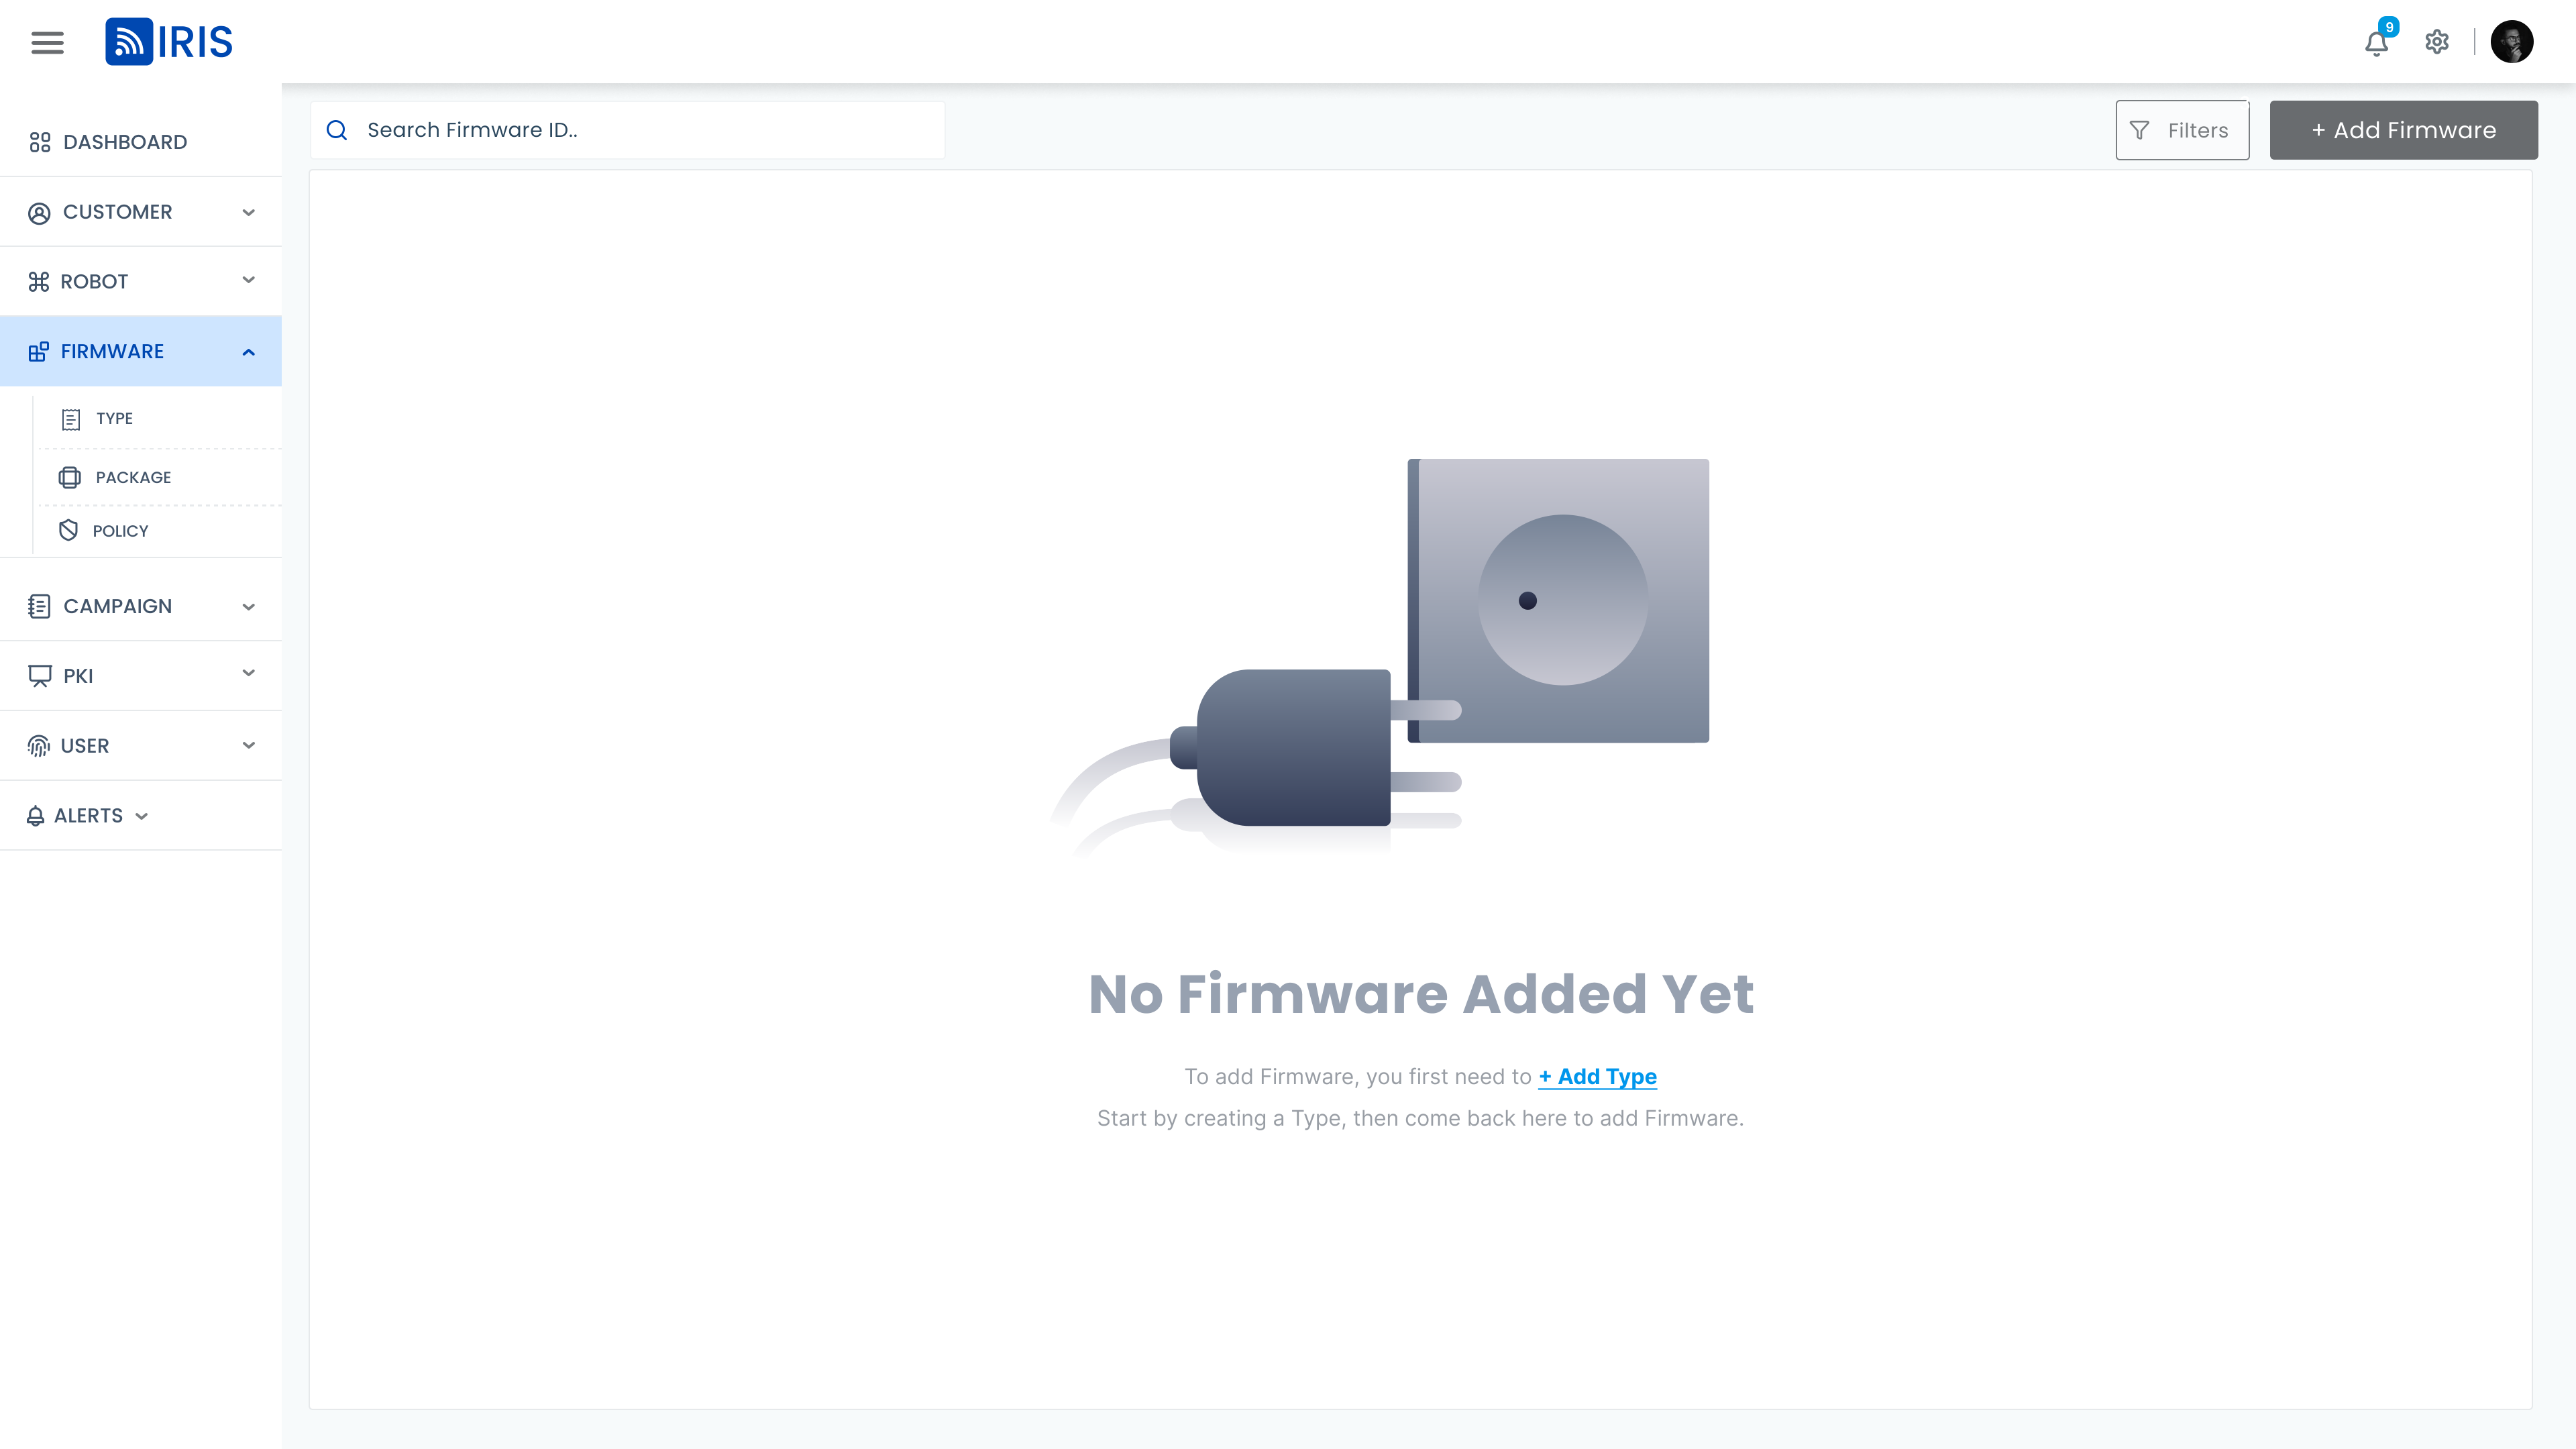 IRIS
9
Search Firmware ID..
Filters
+ Add Firmware
DASHBOARD
CUSTOMER
ROBOT
FIRMWARE
TYPE
PACKAGE
POLICY
CAMPAIGN
PKI
USER
ALERTS
No Firmware Added Yet
To add Firmware, you first need to + Add Type
Start by creating a Type, then come back here to add Firmware.